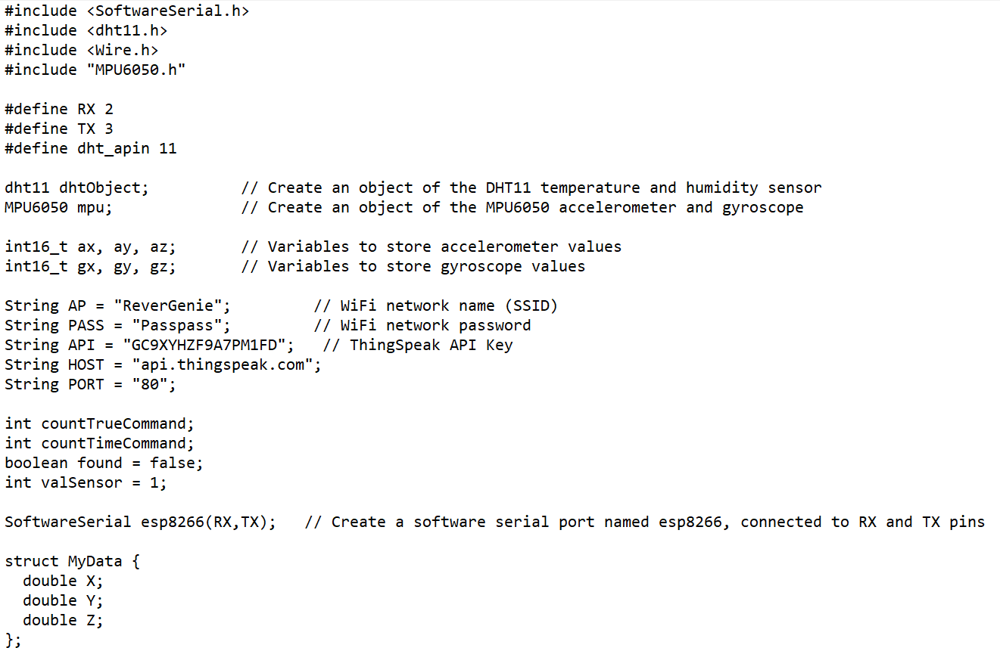 #include <SoftwareSerial.h>
#include <dht11.h>
#include <Wire.h>
#include "MPU6050.h"

#define RX 2
#define TX 3
#define dht_apin 11

dht11 dhtObject;          // Create an object of the DHT11 temperature and humidity sensor
MPU6050 mpu;              // Create an object of the MPU6050 accelerometer and gyroscope

int16_t ax, ay, az;       // Variables to store accelerometer values
int16_t gx, gy, gz;       // Variables to store gyroscope values

String AP = "ReverGenie";         // WiFi network name (SSID)
String PASS = "Passpass";         // WiFi network password
String API = "GC9XYHZF9A7PM1FD";   // ThingSpeak API Key
String HOST = "api.thingspeak.com";
String PORT = "80";

int countTrueCommand;
int countTimeCommand;
boolean found = false;
int valSensor = 1;

SoftwareSerial esp8266(RX,TX);   // Create a software serial port named esp8266, connected to RX and TX pins

struct MyData {
  double X;
  double Y;
  double Z;
};